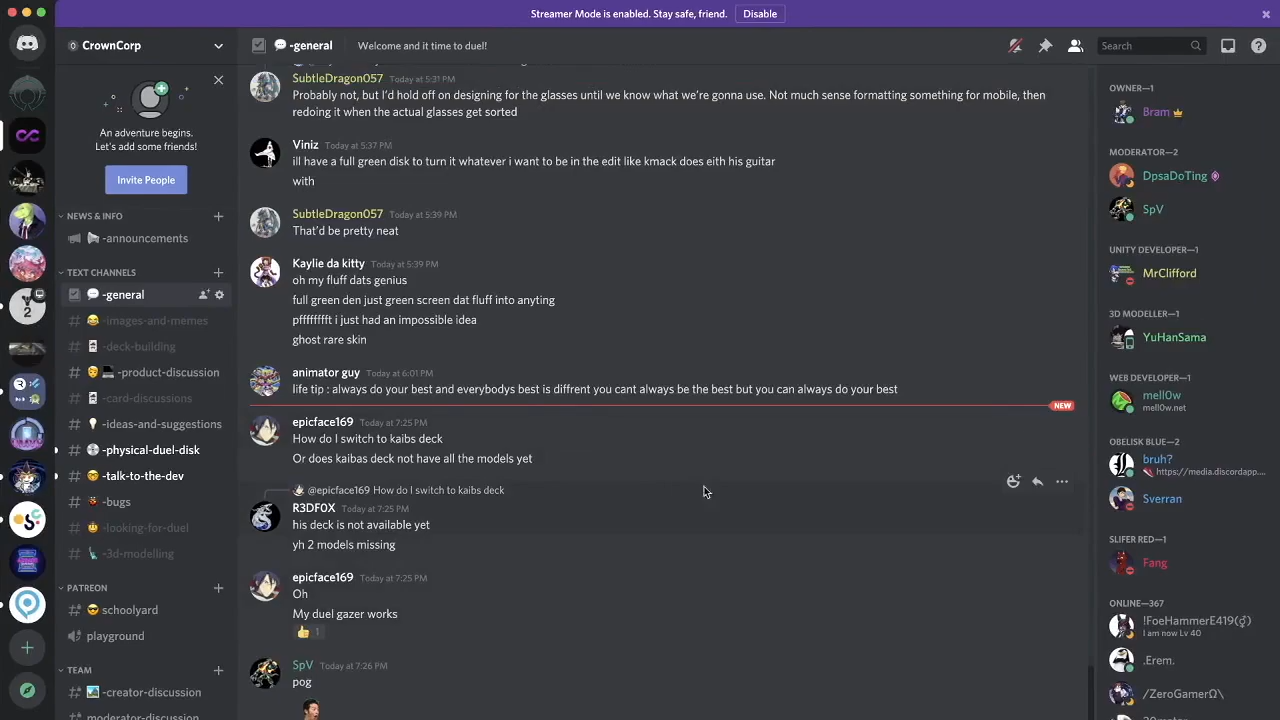 Streamer Mode is enabled. Stay safe, friend.
Disable
CrownCorp
-general
Welcome and it time to duel!
Search
An adventure begins.
Let's add some friends!
Invite People
NEWS & INFO
-announcements
TEXT CHANNELS
-general
-images-and-memes
-deck-building
-product-discussion
-card-discussions
-ideas-and-suggestions
-physical-duel-disk
-talk-to-the-dev
-bugs
-looking-for-duel
-3d-modelling
PATREON
schoolyard
playground
TEAM
-creator-discussion
moderator-discussion
SubtleDragon057 Today at 5:31 PM
Probably not, but I'd hold off on designing for the glasses until we know what we're gonna use. Not much sense formatting something for mobile, then
redoing it when the actual glasses get sorted
Viniz Today at 5:37 PM
ill have a full green disk to turn it whatever i want to be in the edit like kmack does eith his guitar
with
SubtleDragon057 Today at 5:39 PM
That'd be pretty neat
Kaylie da kitty Today at 5:39 PM
oh my fluff dats genius
full green den just green screen dat fluff into anyting
pffffffft i just had an impossible idea
ghost rare skin
animator guy Today at 6:01 PM
life tip : always do your best and everybodys best is diffrent you cant always be the best but you can always do your best
NEW
epicface169 Today at 7:25 PM
How do I switch to kaibs deck
Or does kaibas deck not have all the models yet
@epicface169 How do I switch to kaibs deck
R3DF0X Today at 7:25 PM
his deck is not available yet
yh 2 models missing
epicface169 Today at 7:25 PM
Oh
My duel gazer works
1
SpV Today at 7:26 PM
pog
OWNER—1
Bram
MODERATOR—2
DpsaDoTing
SpV
UNITY DEVELOPER—1
MrClifford
3D MODELLER—1
YuHanSama
WEB DEVELOPER—1
mell0w
mell0w.net
OBELISK BLUE—2
bruh?
https://media.discordapp...
Sverran
SLIFER RED—1
Fang
ONLINE—367
!FoeHammerE419(⚥)
I am now Lv 40
.Erem.
/ZeroGamerΩ\